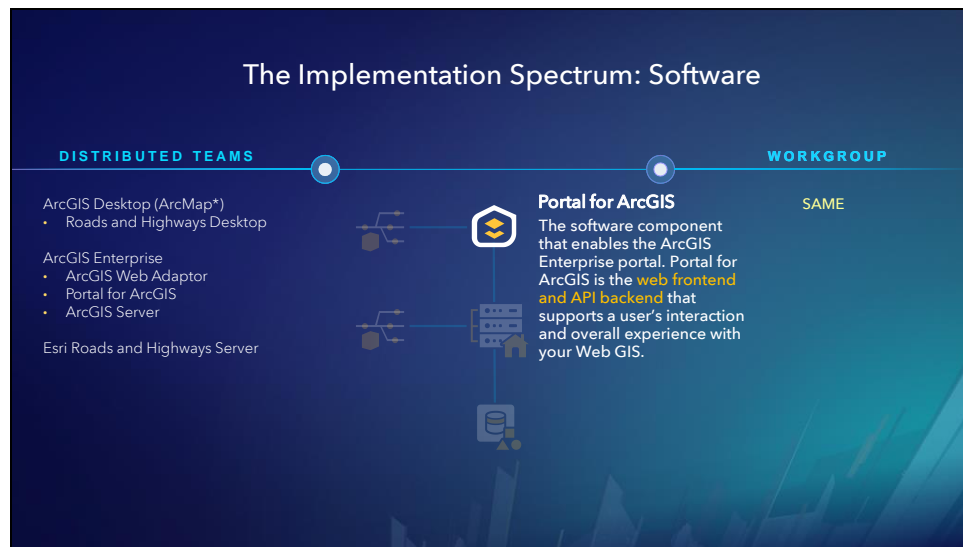 The Implementation Spectrum: Software
DISTRIBUTED TEAMS
WORKGROUP
ArcGIS Desktop (ArcMap*)
• Roads and Highways Desktop
ArcGIS Enterprise
• ArcGIS Web Adaptor
• Portal for ArcGIS
• ArcGIS Server
Esri Roads and Highways Server
Portal for ArcGIS
The software component
that enables the ArcGIS
Enterprise portal. Portal for
ArcGIS is the web frontend
and API backend that
supports a user's interaction
and overall experience with
your Web GIS.
SAME